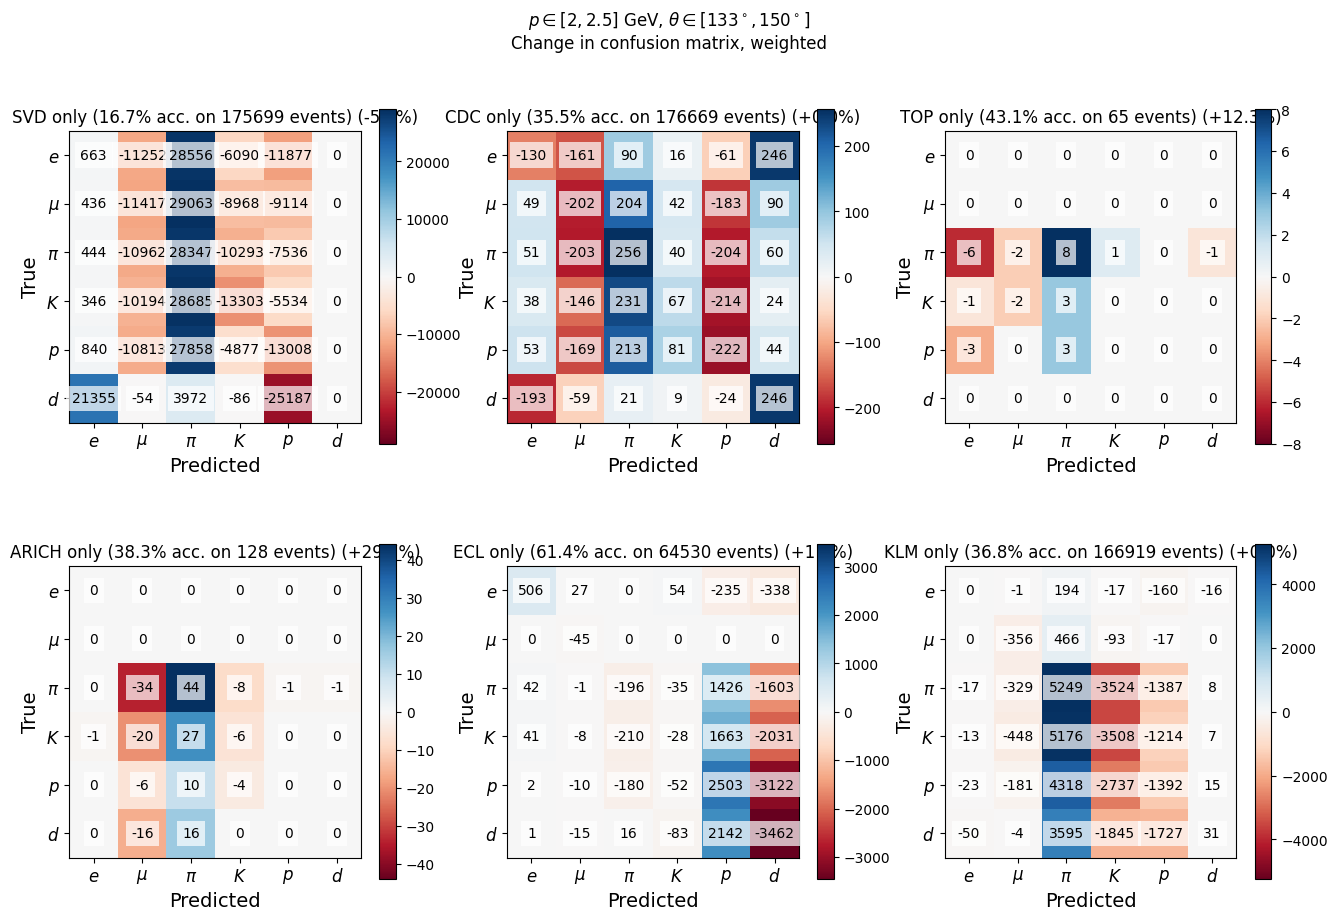 p ∈ [2, 2.5] GeV, θ ∈ [133°, 150°]
Change in confusion matrix, weighted
SVD only (16.7% acc. on 175699 events)
True
e 663 -11252 28556 -6090 -11877 0
μ 436 -11417 29063 -8968 -9114 0
π 444 -10962 28347 -10293 -7536 0
K 346 -10194 28685 -13303 -5534 0
p 840 -10813 27858 -4877 -13008 0
d 21355 -54 3972 -86 -25187 0
e μ π K p d
Predicted
20000
10000
0
−10000
−20000
CDC only (35.5% acc. on 176669 events)
True
e -130 -161 90 16 -61 246
μ 49 -202 204 42 -183 90
π 51 -203 256 40 -204 60
K 38 -146 231 67 -214 24
p 53 -169 213 81 -222 44
d -193 -59 21 9 -24 246
e μ π K p d
Predicted
200
100
0
−100
−200
TOP only (43.1% acc. on 65 events)
True
e 0 0 0 0 0 0
μ 0 0 0 0 0 0
π -6 -2 8 1 0 -1
K -1 -2 3 0 0 0
p -3 0 3 0 0 0
d 0 0 0 0 0 0
e μ π K p d
Predicted
8
6
4
2
0
−2
−4
−6
−8
ARICH only (38.3% acc. on 128 events)
True
e 0 0 0 0 0 0
μ 0 0 0 0 0 0
π 0 -34 44 -8 -1 -1
K -1 -20 27 -6 0 0
p 0 -6 10 -4 0 0
d 0 -16 16 0 0 0
e μ π K p d
Predicted
40
30
20
10
0
−10
−20
−30
−40
ECL only (61.4% acc. on 64530 events)
True
e 506 27 0 54 -235 -338
μ 0 -45 0 0 0 0
π 42 -1 -196 -35 1426 -1603
K 41 -8 -210 -28 1663 -2031
p 2 -10 -180 -52 2503 -3122
d 1 -15 16 -83 2142 -3462
e μ π K p d
Predicted
3000
2000
1000
0
−1000
−2000
−3000
KLM only (36.8% acc. on 166919 events)
True
e 0 -1 194 -17 -160 -16
μ 0 -356 466 -93 -17 0
π -17 -329 5249 -3524 -1387 8
K -13 -448 5176 -3508 -1214 7
p -23 -181 4318 -2737 -1392 15
d -50 -4 3595 -1845 -1727 31
e μ π K p d
Predicted
4000
2000
0
−2000
−4000